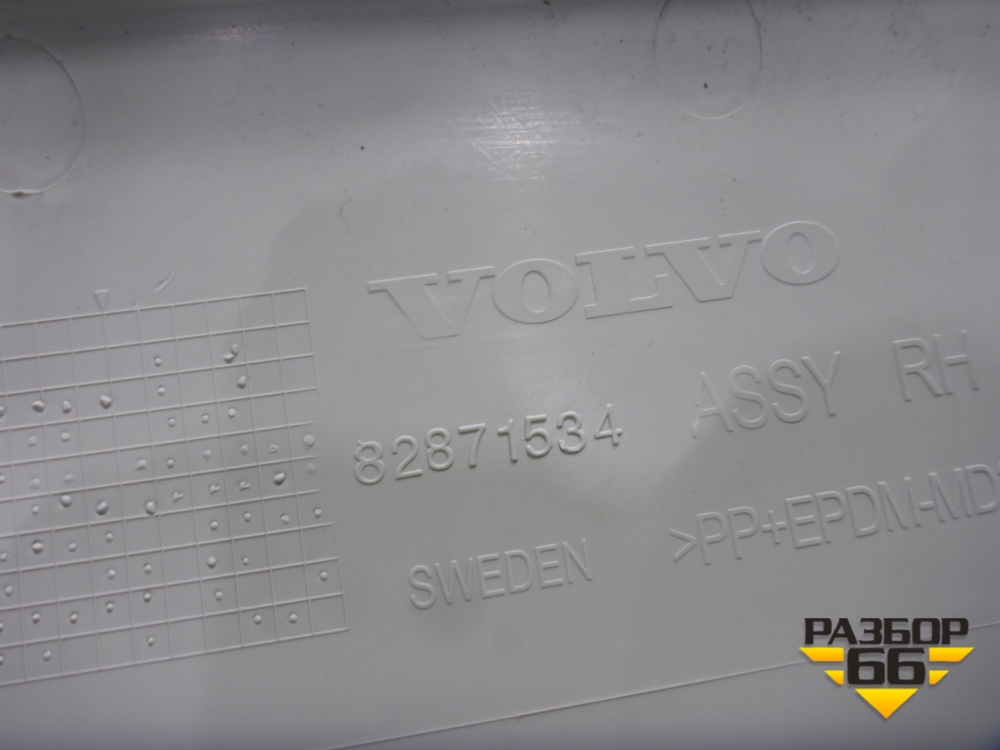 VOLVO
82871534 ASSY RH
SWEDEN >PP+EPDM-MD
РАЗБОР
66